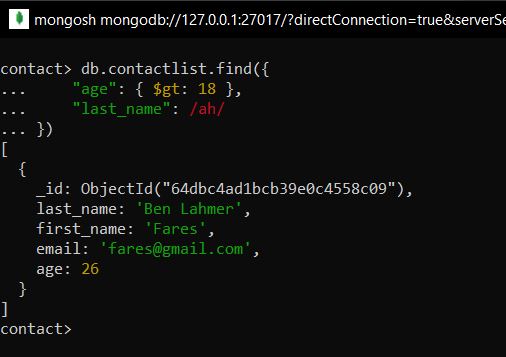 mongosh mongodb://127.0.0.1:27017/?directConnection=true&serverSe
contact> db.contactlist.find({
...     "age": { $gt: 18 },
...     "last_name": /ah/
... })
[
  {
    _id: ObjectId("64dbc4ad1bcb39e0c4558c09"),
    last_name: 'Ben Lahmer',
    first_name: 'Fares',
    email: 'fares@gmail.com',
    age: 26
  }
]
contact>